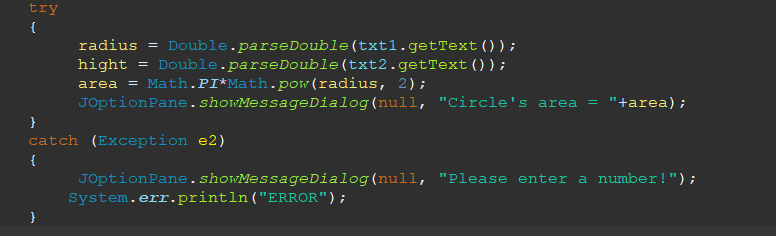 try
{
radius = Double.parseDouble(txt1.getText());
hight = Double.parseDouble(txt2.getText());
area = Math.PI*Math.pow(radius, 2);
JOptionPane.showMessageDialog(null, "Circle's area = "+area);
}
catch (Exception e2)
{
JOptionPane.showMessageDialog(null, "Please enter a number!");
System.err.println("ERROR");
}